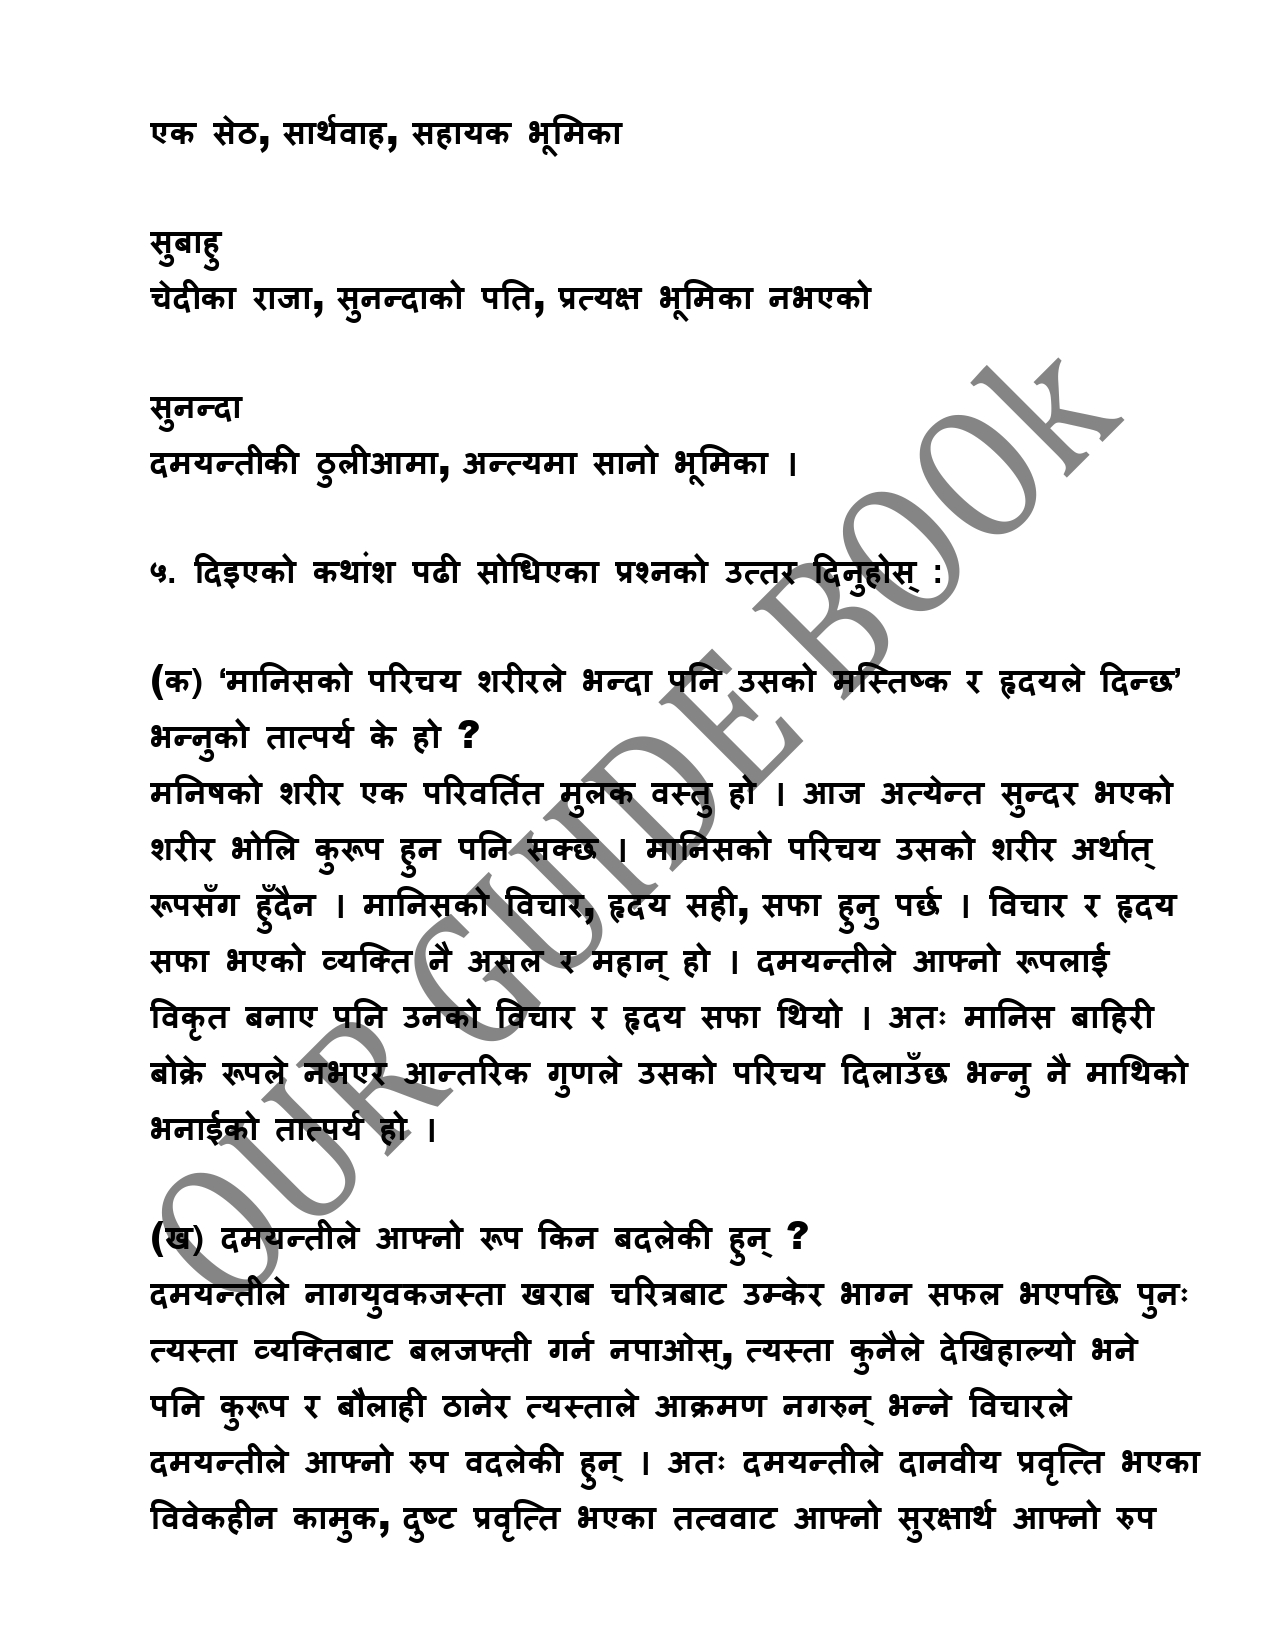 एक सेठ, सार्थवाह, सहायक भूमिका
सुबाहु
चेदीका राजा, सुनन्दाको पति, प्रत्यक्ष भूमिका नभएको
सुनन्दा
दमयन्तीकी ठुलीआमा, अन्त्यमा सानो भूमिका ।
५. दिइएको कथांश पढी सोधिएका प्रश्नको उत्तर दिनुहोस् :
(क) ‘मानिसको परिचय शरीरले भन्दा पनि उसको मस्तिष्क र हृदयले दिन्छ’
भन्नुको तात्पर्य के हो ?
मनिषको शरीर एक परिवर्तित मुलक वस्तु हो । आज अत्येन्त सुन्दर भएको
शरीर भोलि कुरूप हुन पनि सक्छ । मानिसको परिचय उसको शरीर अर्थात्
रूपसँग हुँदैन । मानिसको विचार, हृदय सही, सफा हुनु पर्छ । विचार र हृदय
सफा भएको व्यक्ति नै असल र महान् हो । दमयन्तीले आफ्नो रूपलाई
विकृत बनाए पनि उनको विचार र हृदय सफा थियो । अतः मानिस बाहिरी
बोक्रे रूपले नभएर आन्तरिक गुणले उसको परिचय दिलाउँछ भन्नु नै माथिको
भनाईको तात्पर्य हो ।
(ख) दमयन्तीले आफ्नो रूप किन बदलेकी हुन् ?
दमयन्तीले नागयुवकजस्ता खराब चरित्रबाट उम्केर भाग्न सफल भएपछि पुनः
त्यस्ता व्यक्तिबाट बलजफ्ती गर्न नपाओस्, त्यस्ता कुनैले देखिहाल्यो भने
पनि कुरूप र बौलाही ठानेर त्यस्ताले आक्रमण नगरुन् भन्ने विचारले
दमयन्तीले आफ्नो रुप वदलेकी हुन् । अतः दमयन्तीले दानवीय प्रवृत्ति भएका
विवेकहीन कामुक, दुष्ट प्रवृत्ति भएका तत्ववाट आफ्नो सुरक्षार्थ आफ्नो रुप
OUR GUIDE BOOk